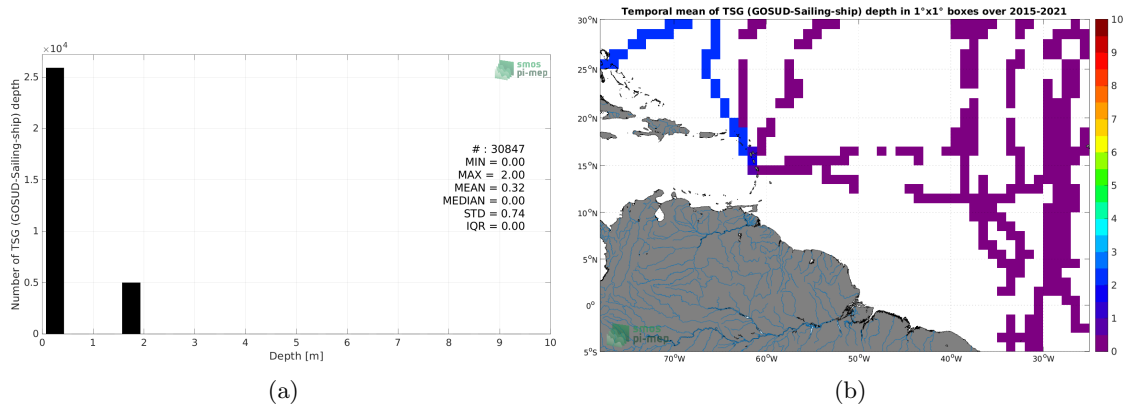 ×10⁴
2.5
2
1.5
1
0.5
0
0 1 2 3 4 5 6 7 8 9 10
Number of TSG (GOSUD-Sailing-ship) depth
Depth [m]
smos
pi-mep
# : 30847
MIN = 0.00
MAX = 2.00
MEAN = 0.32
MEDIAN = 0.00
STD = 0.74
IQR = 0.00
(a)
Temporal mean of TSG (GOSUD-Sailing-ship) depth in 1°x1° boxes over 2015-2021
30°N
25°N
20°N
15°N
10°N
5°N
0°
5°S
70°W 60°W 50°W 40°W 30°W
smos
pi-mep
10
9
8
7
6
5
4
3
2
1
0
(b)